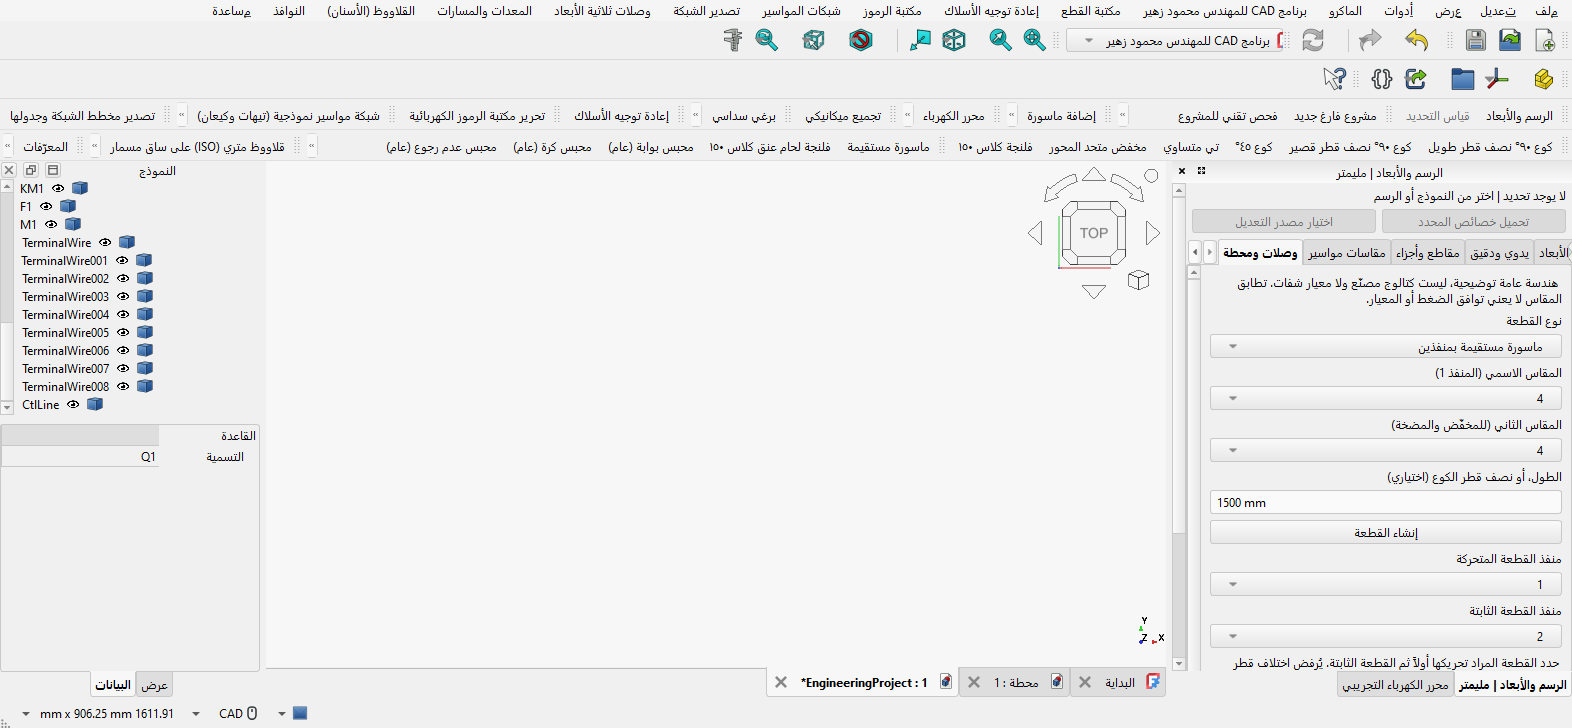 ملف تعديل عرض أدوات الماكرو برنامج CAD للمهندس محمود زهير مكتبة القطع إعادة توجيه الأسلاك مكتبة الرموز شبكات المواسير تصدير الشبكة وصلات ثلاثية الأبعاد المعدات والمسارات القلاووظ (الأسنان) النوافذ مساعدة
برنامج CAD للمهندس محمود زهير
الرسم والأبعاد قياس التحديد مشروع فارغ جديد فحص تقني للمشروع إضافة ماسورة محرر الكهرباء تجميع ميكانيكي برغي سداسي إعادة توجيه الأسلاك تحرير مكتبة الرموز الكهربائية شبكة مواسير نموذجية (تيهات وكيعان) تصدير مخطط الشبكة وجدولها
كوع ٩٠° نصف قطر طويل كوع ٩٠° نصف قطر قصير كوع ٤٥° تي متساوي مخفض متحد المحور فلنجة كلاس ١٥٠ ماسورة مستقيمة فلنجة لحام عنق كلاس ١٥٠ محبس بوابة (عام) محبس كرة (عام) محبس عدم رجوع (عام) قلاووظ متري (ISO) على ساق مسمار المعرّفات
الرسم والأبعاد | مليمتر
لا يوجد تحديد | اختر من النموذج أو الرسم
تحميل خصائص المحدد اختيار مصدر التعديل
الأبعاد يدوي ودقيق مقاطع وأجزاء مقاسات مواسير وصلات ومحطة
هندسة عامة توضيحية، ليست كتالوج مصنّع ولا معيار شفات. تطابق
المقاس لا يعني توافق الضغط أو المعيار.
نوع القطعة
ماسورة مستقيمة بمنفذين
المقاس الاسمي (المنفذ 1)
4
المقاس الثاني (للمخفّض والمضخة)
4
الطول، أو نصف قطر الكوع (اختياري)
1500 mm
إنشاء القطعة
منفذ القطعة المتحركة
1
منفذ القطعة الثابتة
2
حدد القطعة المراد تحريكها أولاً ثم القطعة الثابتة. يُرفض اختلاف قطر
الرسم والأبعاد | مليمتر محرر الكهرباء التجريبي
TOP
Y
Z X
البداية محطة : 1 EngineeringProject : 1*
النموذج
KM1
F1
M1
TerminalWire
TerminalWire001
TerminalWire002
TerminalWire003
TerminalWire004
TerminalWire005
TerminalWire006
TerminalWire007
TerminalWire008
CtlLine
القاعدة
التسمية Q1
عرض البيانات
CAD mm x 906.25 mm 1611.91